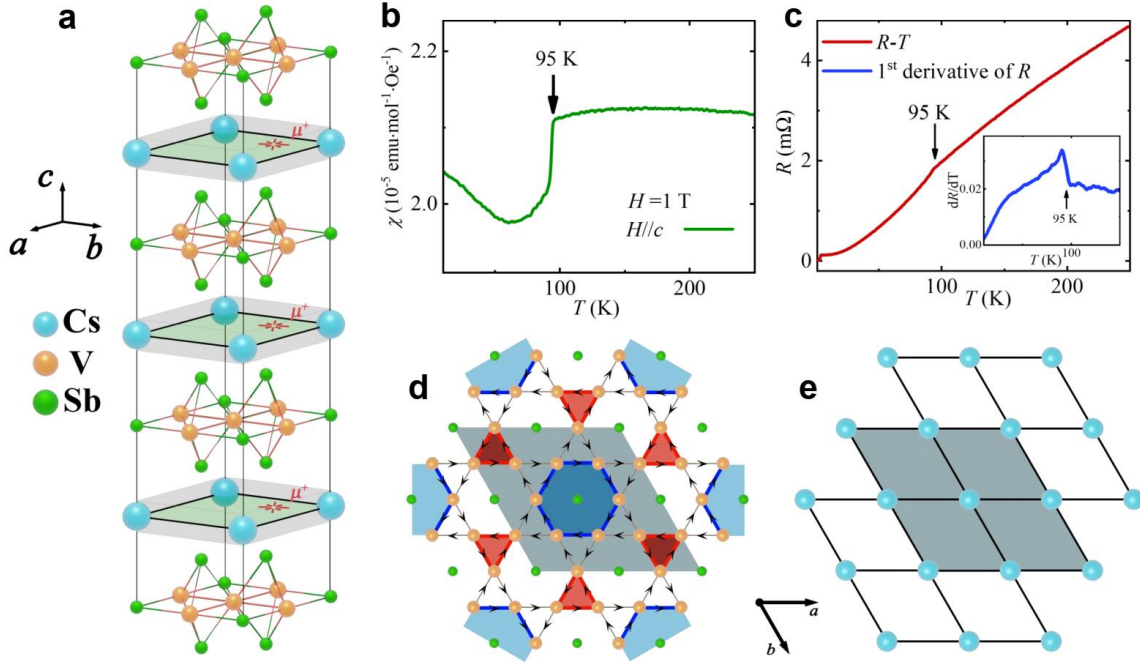 a
μ⁺
c
a
b
μ⁺
Cs
V
Sb
μ⁺
b
2.2
2.0
χ (10⁻⁵ emu·mol⁻¹·Oe⁻¹)
95 K
H =1 T
H//c
100
200
T (K)
c
4
2
0
R (mΩ)
R-T
1ˢᵗ derivative of R
95 K
0.02
0.00
dR/dT
95 K
T (K)
100
100
200
T (K)
d
e
a
b